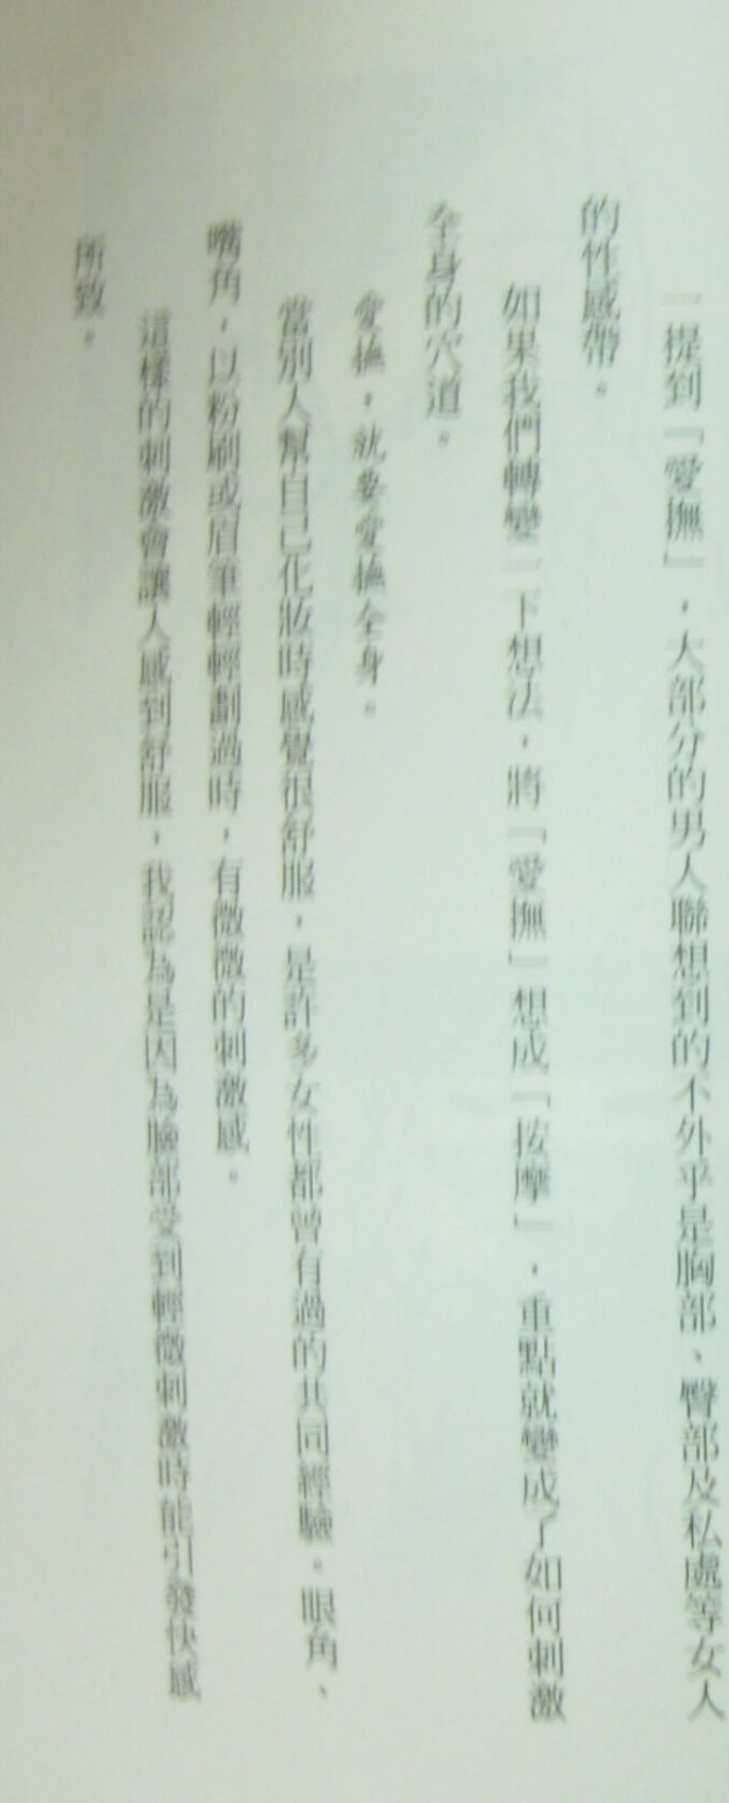 一提到「愛撫」，大部分的男人聯想到的不外乎是胸部、臀部及私處等女人
的性感帶。
如果我們轉變一下想法，將「愛撫」想成「按摩」，重點就變成了如何刺激
全身的穴道。
愛撫，就要愛撫全身。
當別人幫自己化妝時感覺很舒服，是許多女性都曾有過的共同經驗。眼角、
嘴角，以粉刷或眉筆輕輕劃過時，有微微的刺激感。
這樣的刺激會讓人感到舒服，我認為是因為臉部受到輕微刺激時能引發快感
所致。